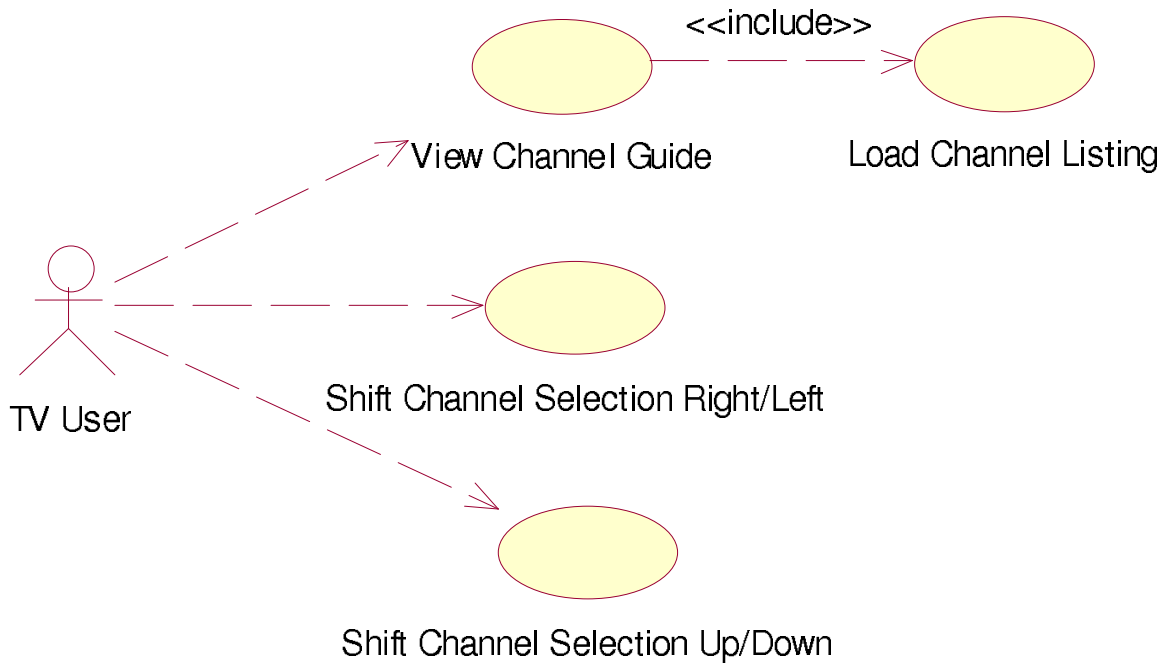 <<include>>
View Channel Guide
Load Channel Listing
Shift Channel Selection Right/Left
TV User
Shift Channel Selection Up/Down